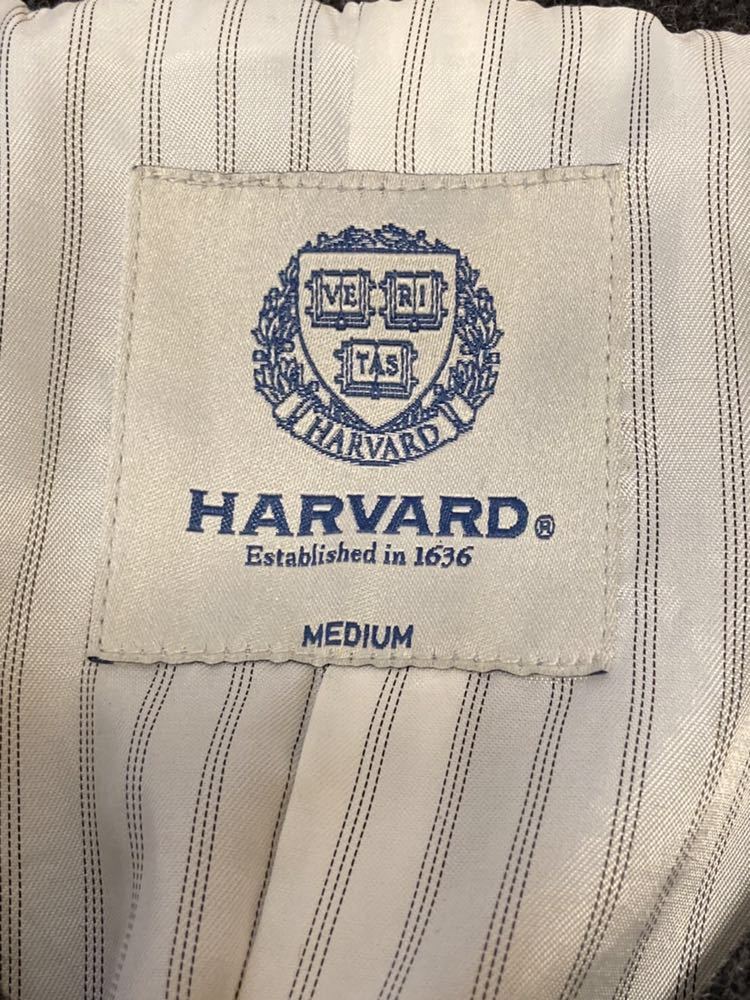 VE RI
TAS
HARVARD
HARVARD®
Established in 1636
MEDIUM